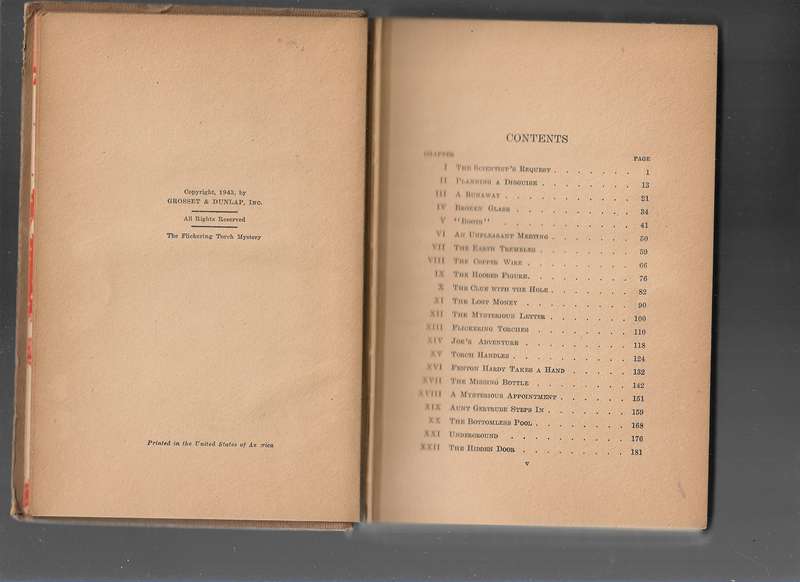 Copyright, 1943, by
GROSSET & DUNLAP, Inc.
All Rights Reserved
The Flickering Torch Mystery
Printed in the United States of America
CONTENTS
CHAPTER PAGE
I The Scientist's Request . . . . . . . . 1
II Planning a Disguise . . . . . . . . . 13
III A Runaway . . . . . . . . . . . 21
IV Broken Glass . . . . . . . . . . . 34
V "Boots" . . . . . . . . . . . . 41
VI An Unpleasant Meeting . . . . . . . . 50
VII The Earth Trembles . . . . . . . . . 59
VIII The Copper Wire . . . . . . . . . . 66
IX The Hooded Figure. . . . . . . . . . 76
X The Clue with the Hole . . . . . . . . 82
XI The Lost Money . . . . . . . . . . 90
XII The Mysterious Letter . . . . . . . . 100
XIII Flickering Torches . . . . . . . . . 110
XIV Joe's Adventure . . . . . . . . . . 118
XV Torch Handles . . . . . . . . . . . 124
XVI Fenton Hardy Takes a Hand . . . . . . 132
XVII The Missing Bottle . . . . . . . . . 142
XVIII A Mysterious Appointment . . . . . . . 151
XIX Aunt Gertrude Steps In . . . . . . . . 159
XX The Bottomless Pool . . . . . . . . . 168
XXI Underground . . . . . . . . . . . 176
XXII The Hidden Door . . . . . . . . . . 181
v